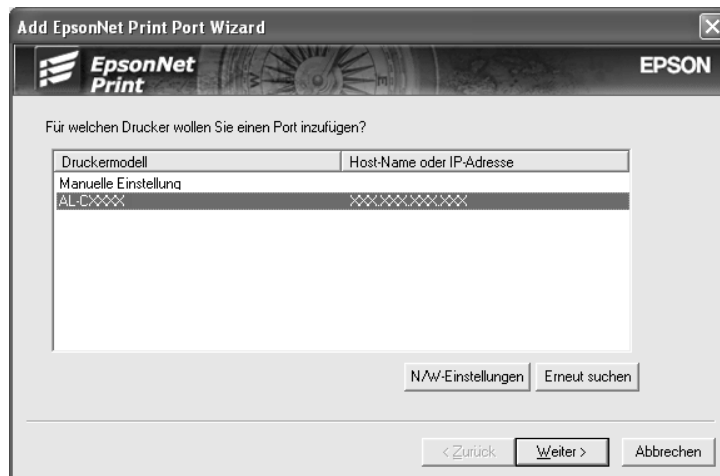 Add EpsonNet Print Port Wizard
EpsonNet
Print
EPSON
Für welchen Drucker wollen Sie einen Port inzufügen?
Druckermodell Host-Name oder IP-Adresse
Manuelle Einstellung
AL-CXXXX XXX.XXX.XXX.XXX
N/W-Einstellungen Erneut suchen
< Zurück Weiter > Abbrechen